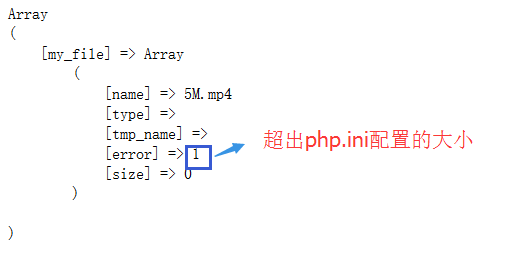 Array
(
[my_file] => Array
(
[name] => 5M.mp4
[type] =>
[tmp_name] =>
[error] => 1
超出php.ini配置的大小
[size] => 0
)
)